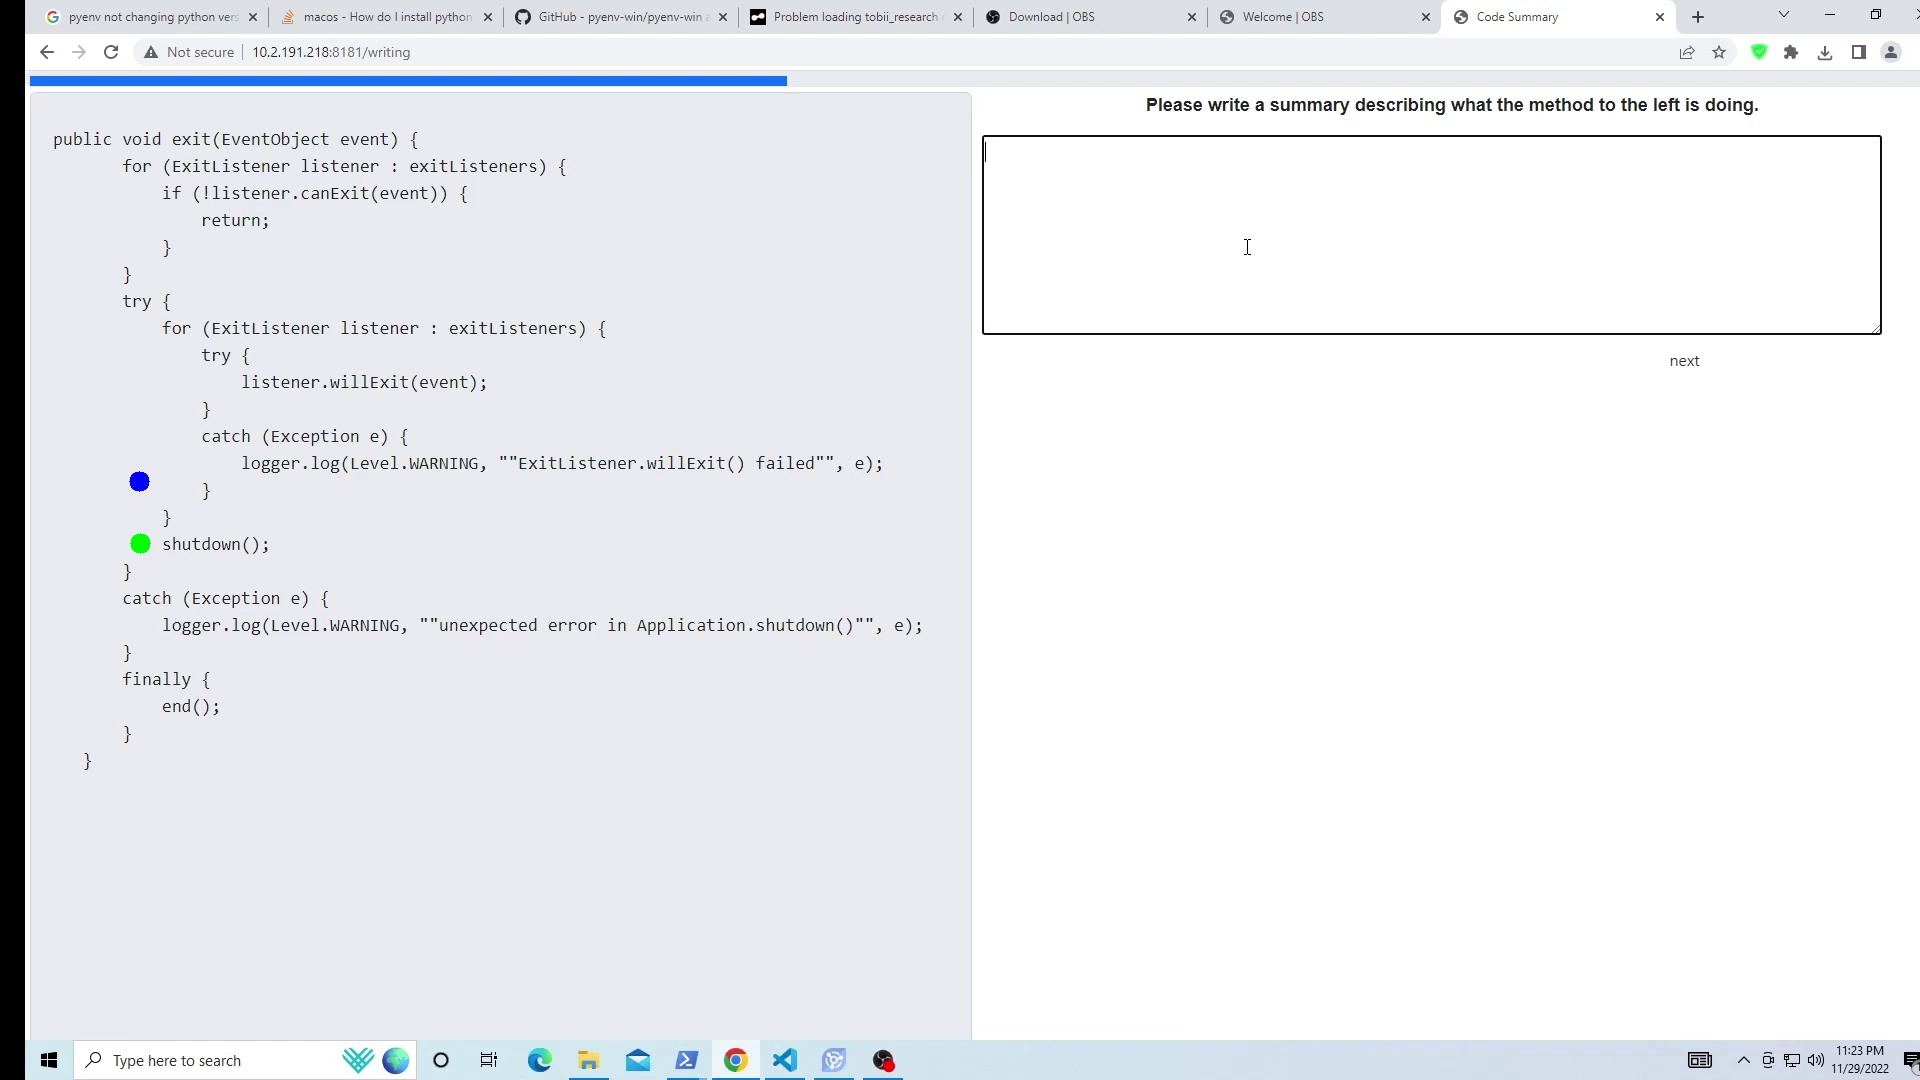 pyenv not changing python vers
macos - How do I install python
GitHub - pyenv-win/pyenv-win a
Problem loading tobii_research
Download | OBS
Welcome | OBS
Code Summary
Not secure
10.2.191.218:8181/writing
public void exit(EventObject event) {
for (ExitListener listener : exitListeners) {
if (!listener.canExit(event)) {
return;
}
}
try {
for (ExitListener listener : exitListeners) {
try {
listener.willExit(event);
}
catch (Exception e) {
logger.log(Level.WARNING, ""ExitListener.willExit() failed"", e);
}
}
shutdown();
}
catch (Exception e) {
logger.log(Level.WARNING, ""unexpected error in Application.shutdown()"", e);
}
finally {
end();
}
}
Please write a summary describing what the method to the left is doing.
next
Type here to search
11:23 PM
11/29/2022